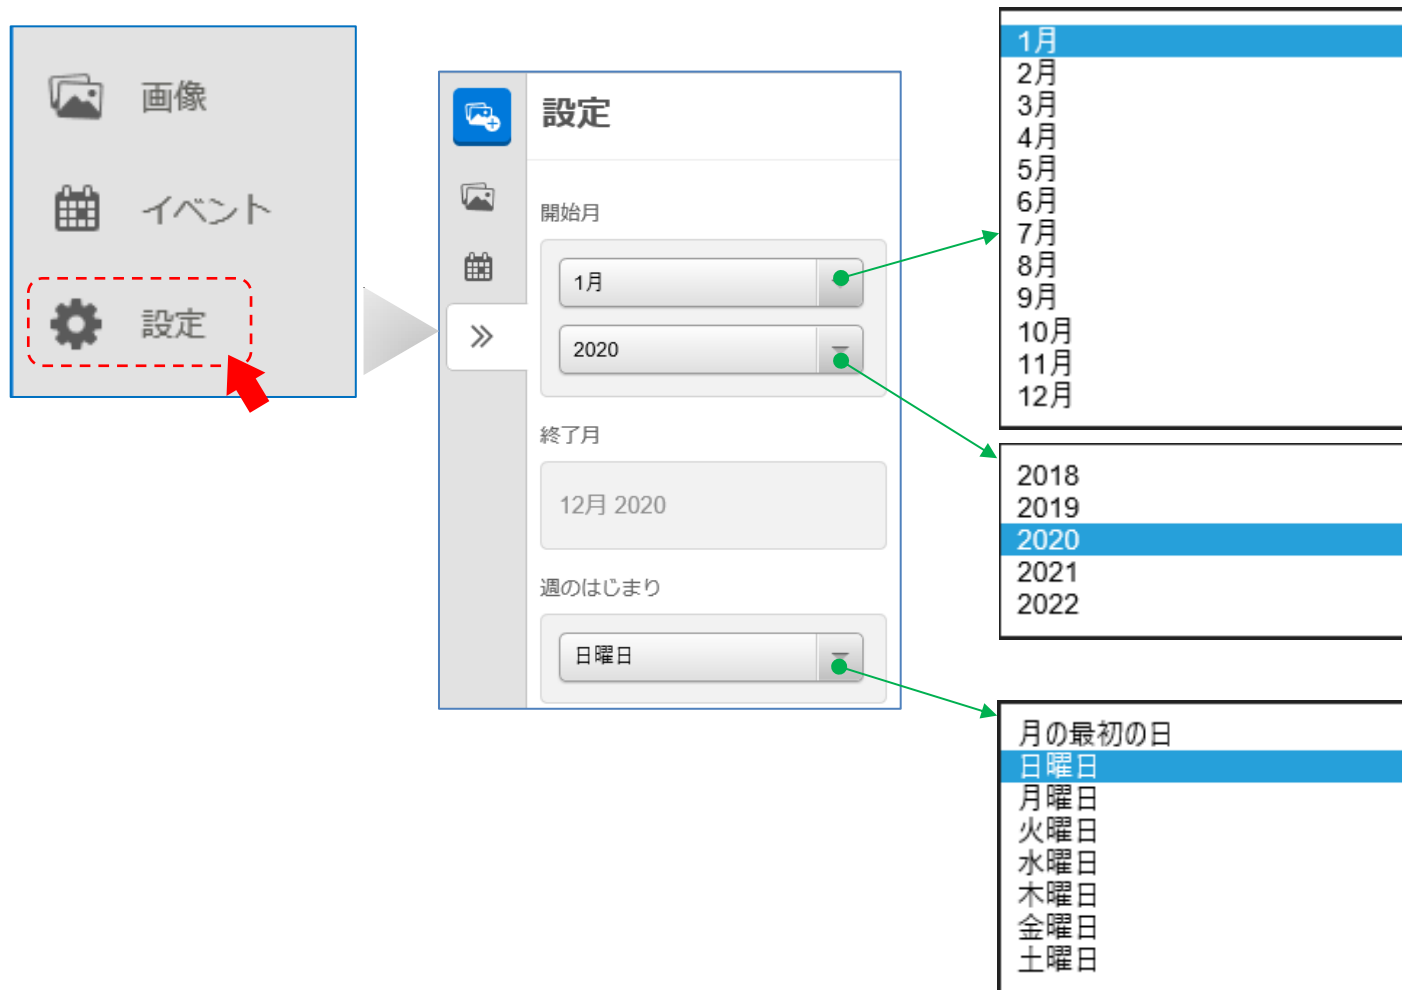 画像
イベント
設定
設定
開始月
1月
2020
終了月
12月 2020
週のはじまり
日曜日
1月
2月
3月
4月
5月
6月
7月
8月
9月
10月
11月
12月
2018
2019
2020
2021
2022
月の最初の日
日曜日
月曜日
火曜日
水曜日
木曜日
金曜日
土曜日